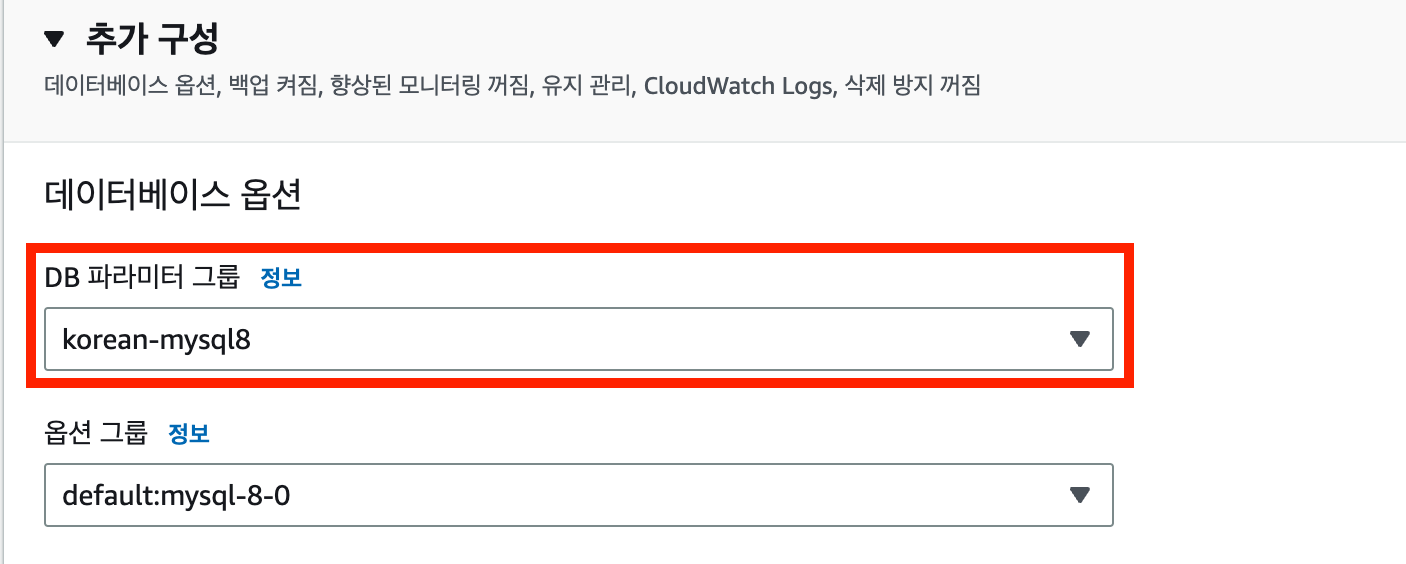 추가 구성
데이터베이스 옵션, 백업 켜짐, 향상된 모니터링 꺼짐, 유지 관리, CloudWatch Logs, 삭제 방지 꺼짐
데이터베이스 옵션
DB 파라미터 그룹 정보
korean-mysql8
옵션 그룹 정보
default:mysql-8-0